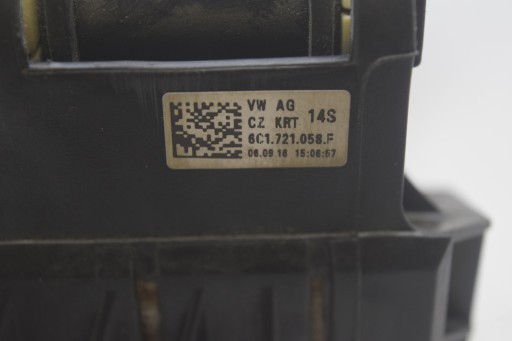 VW AG
CZ KRT 14S
6C1.721.058.F
06.09.16 15:06:57